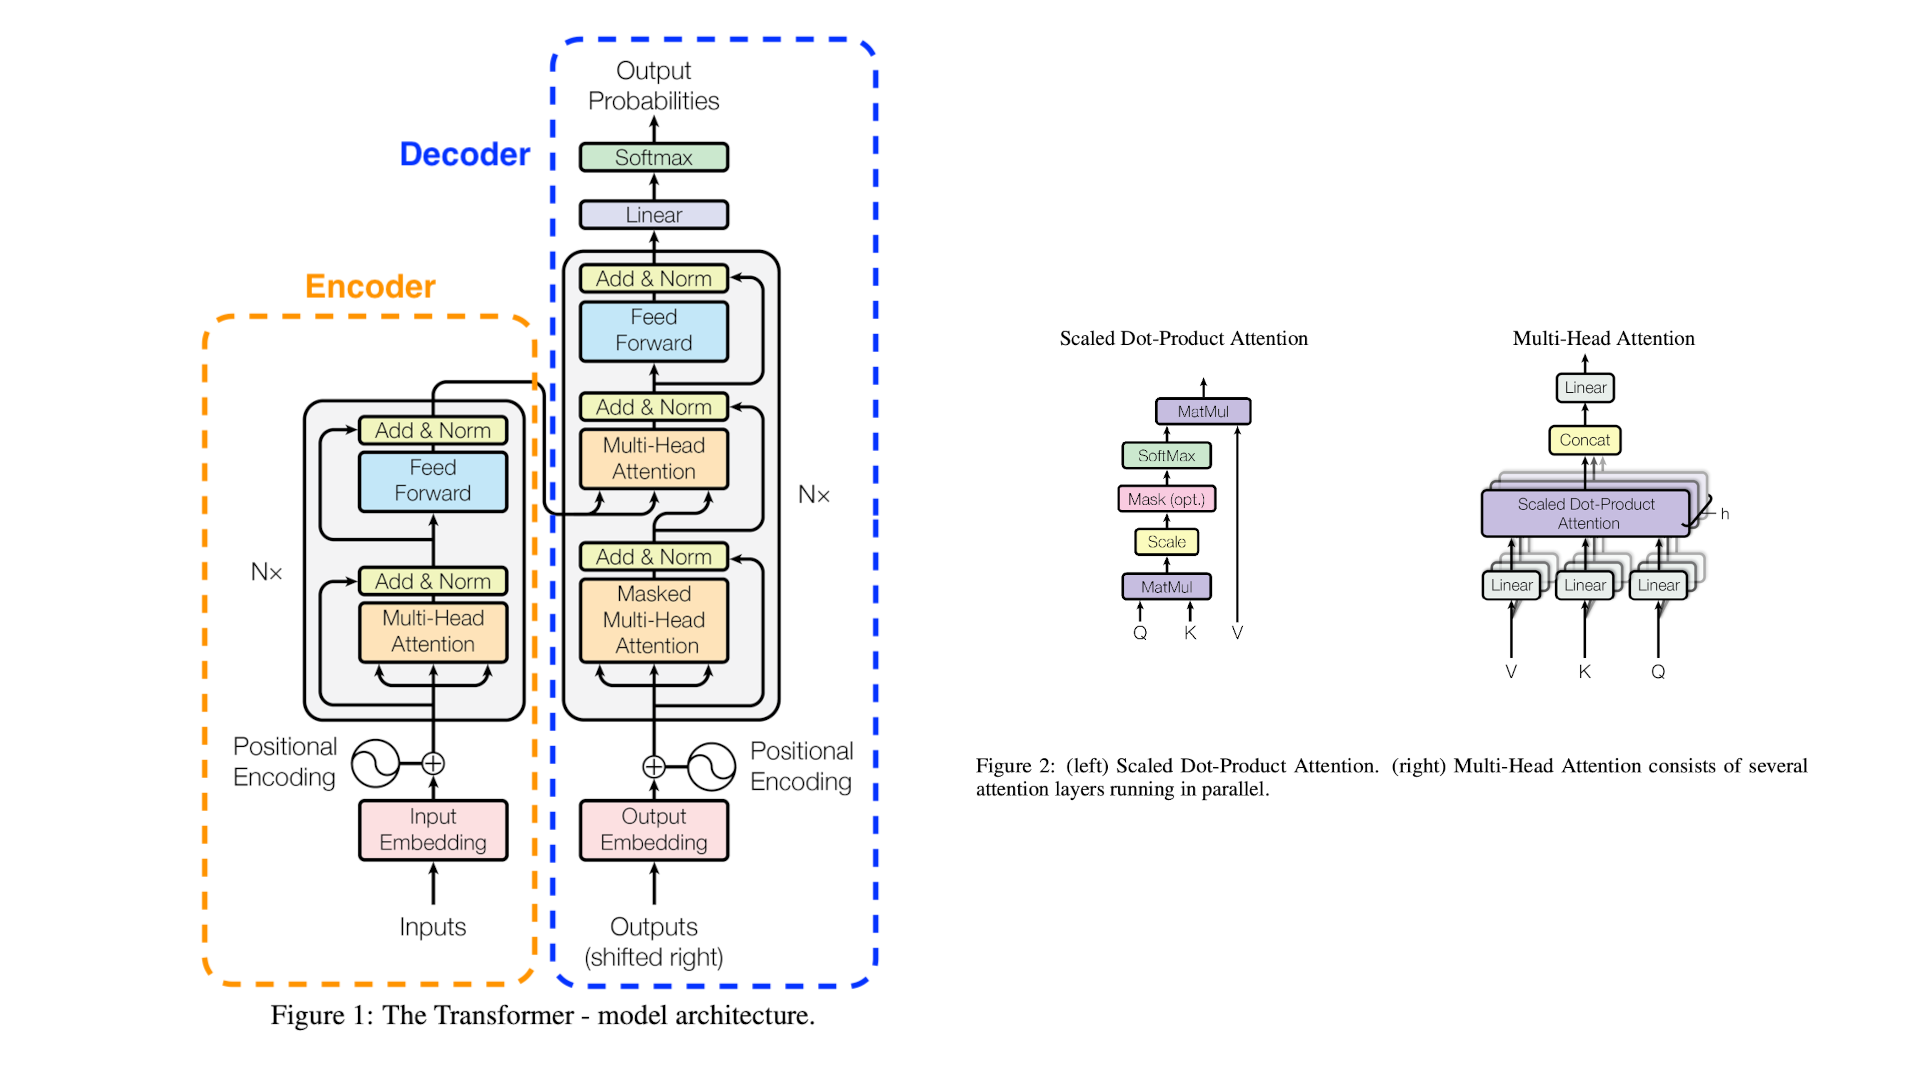 Output
Probabilities
Softmax
Decoder
Linear
Add & Norm
Feed
Forward
Add & Norm
Multi-Head
Attention
Nx
Add & Norm
Masked
Multi-Head
Attention
Positional
Encoding
Output
Embedding
Outputs
(shifted right)
Encoder
Add & Norm
Feed
Forward
Nx
Add & Norm
Multi-Head
Attention
Positional
Encoding
Input
Embedding
Inputs
Figure 1: The Transformer - model architecture.
Scaled Dot-Product Attention
MatMul
SoftMax
Mask (opt.)
Scale
MatMul
Q K V
Multi-Head Attention
Linear
Concat
Scaled Dot-Product
Attention
h
Linear Linear Linear
V K Q
Figure 2: (left) Scaled Dot-Product Attention. (right) Multi-Head Attention consists of several
attention layers running in parallel.